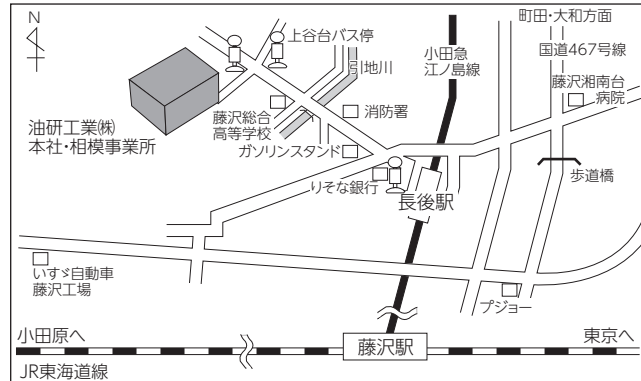 N
町田・大和方面
上谷台バス停
小田急
江ノ島線
国道467号線
引地川
藤沢湘南台
病院
藤沢総合
高等学校
消防署
油研工業㈱
本社・相模事業所
ガソリンスタンド
りそな銀行
歩道橋
長後駅
いすゞ自動車
藤沢工場
プジョー
小田原へ
藤沢駅
東京へ
JR東海道線